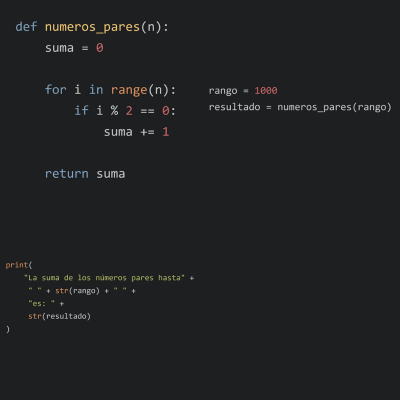 def numeros_pares(n):
suma = 0
for i in range(n):
if i % 2 == 0:
suma += 1
return suma
rango = 1000
resultado = numeros_pares(rango)
print(
"La suma de los números pares hasta" +
" " + str(rango) + " " +
"es: " +
str(resultado)
)